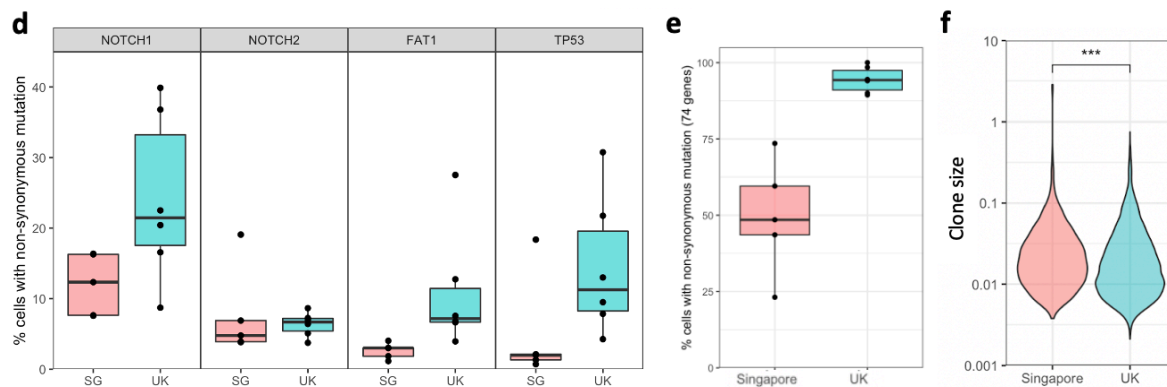 d
NOTCH1 NOTCH2 FAT1 TP53
% cells with non-synonymous mutation
40
30
20
10
0
SG UK SG UK SG UK SG UK
e
% cells with non-synonymous mutation (74 genes)
100
75
50
25
0
Singapore UK
f
Clone size
10
1
0.1
0.01
0.001
***
Singapore UK